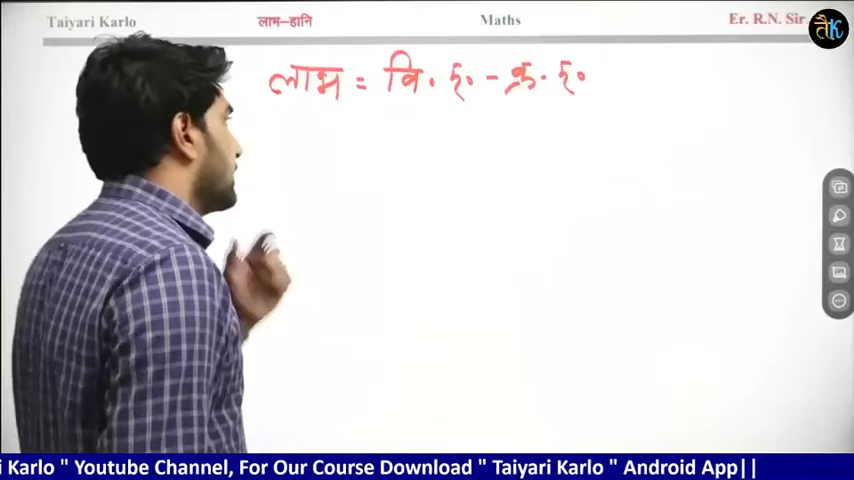 Taiyari Karlo लाभ-हानि Maths Er. R.N. Sir
तैK
लाभ = वि. मू. - क्र. मू.
i Karlo " YouTube Channel, For Our Course Download " Taiyari Karlo " Android App||